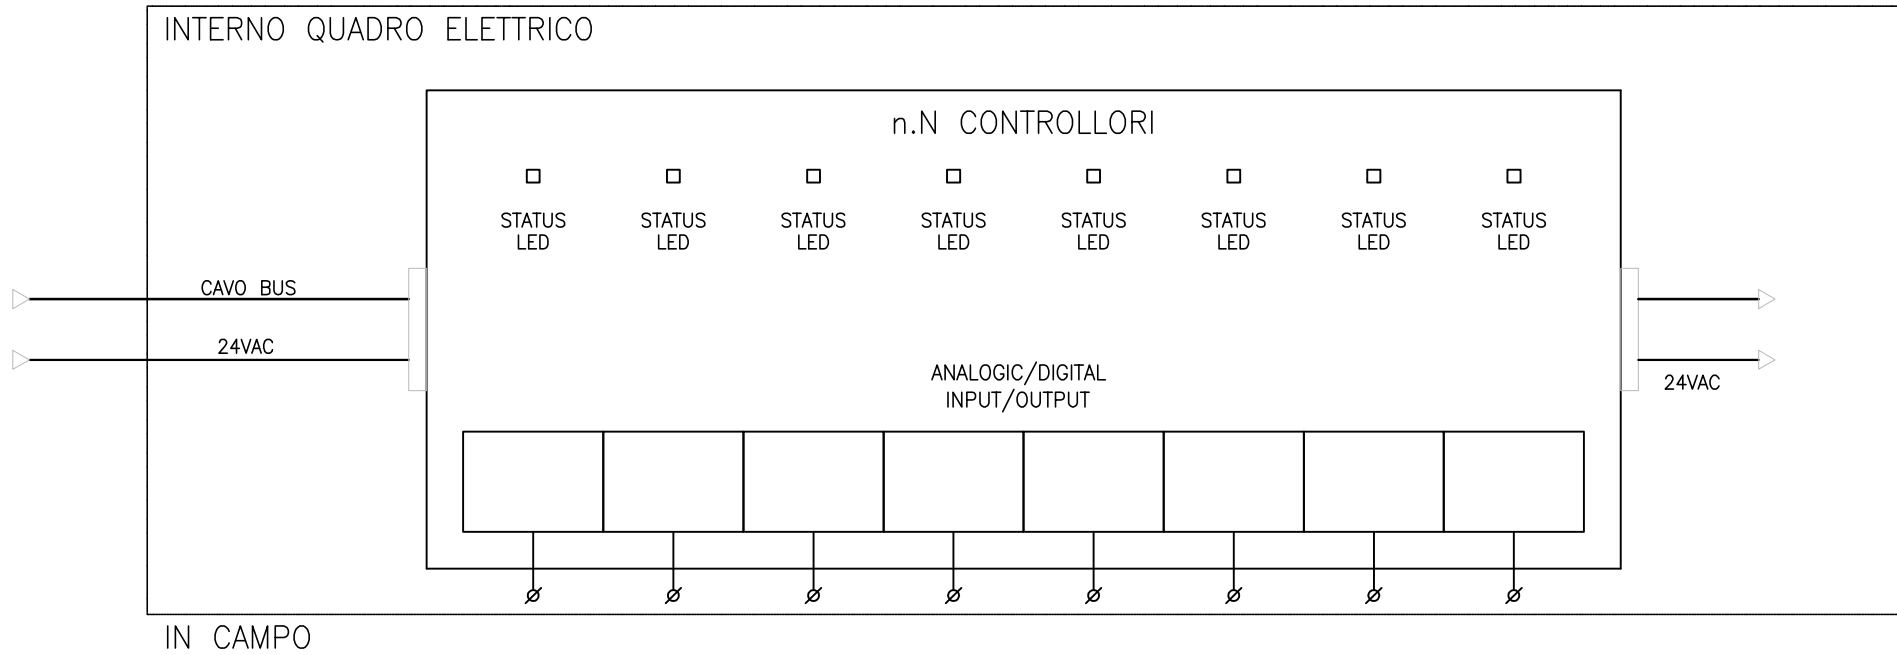 INTERNO QUADRO ELETTRICO
n.N CONTROLLORI
STATUS LED
STATUS LED
STATUS LED
STATUS LED
STATUS LED
STATUS LED
STATUS LED
STATUS LED
CAVO BUS
24VAC
ANALOGIC/DIGITAL
INPUT/OUTPUT
24VAC
IN CAMPO